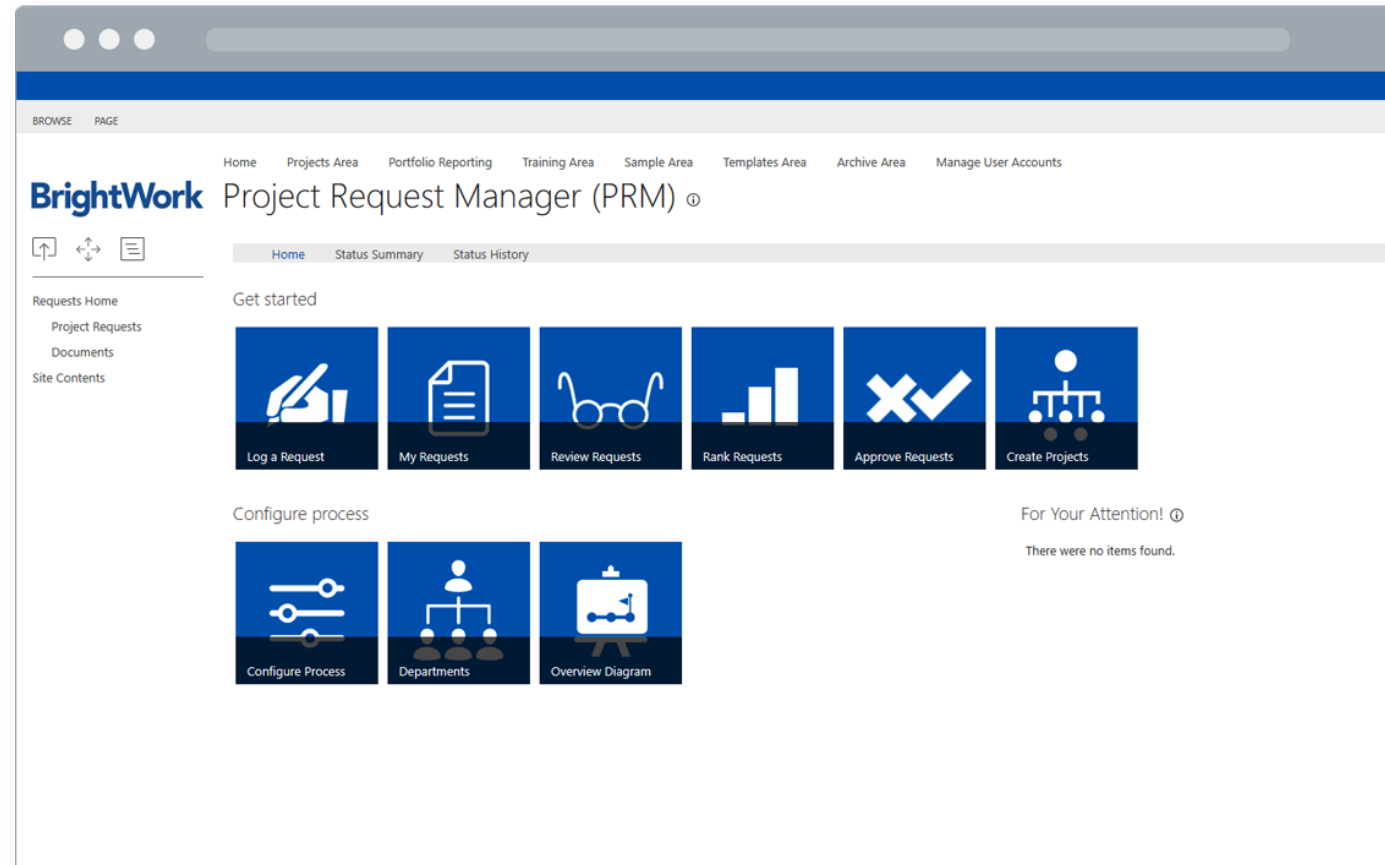 BROWSE PAGE
Home Projects Area Portfolio Reporting Training Area Sample Area Templates Area Archive Area Manage User Accounts
BrightWork Project Request Manager (PRM)
Home Status Summary Status History
Requests Home
Project Requests
Documents
Site Contents
Get started
Log a Request My Requests Review Requests Rank Requests Approve Requests Create Projects
Configure process
For Your Attention!
There were no items found.
Configure Process Departments Overview Diagram